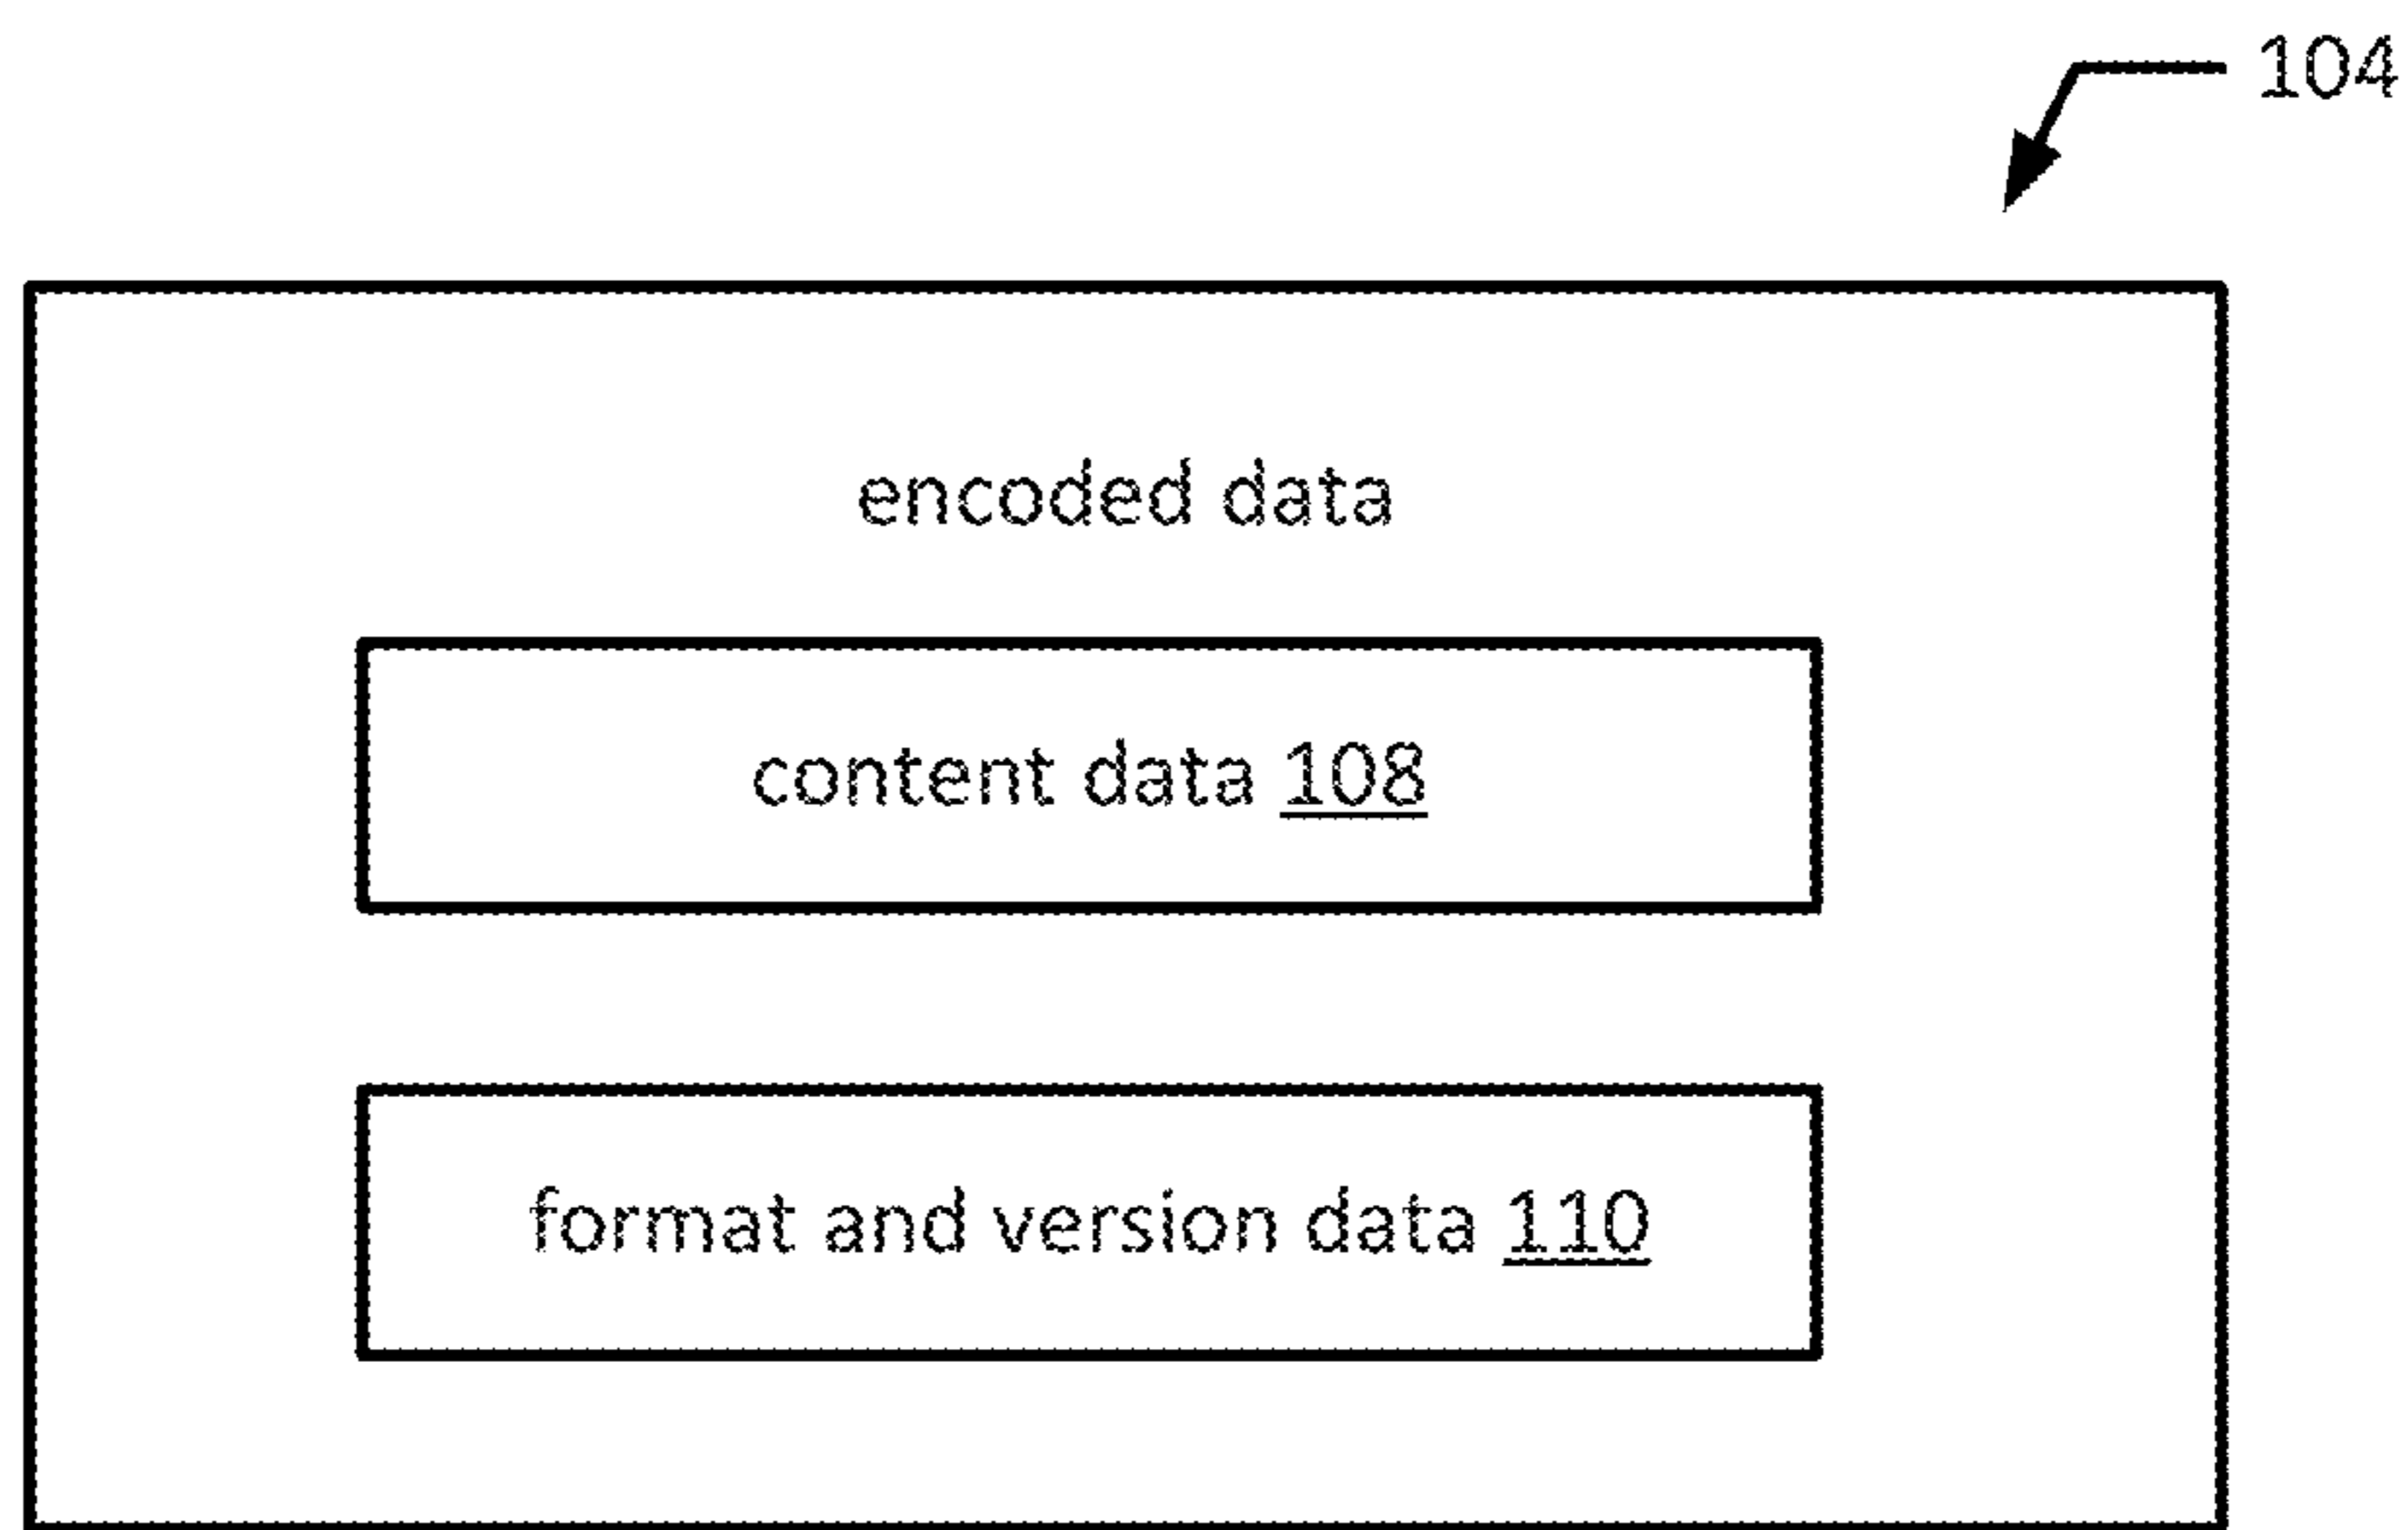 104
encoded data
content data 108
format and version data 110